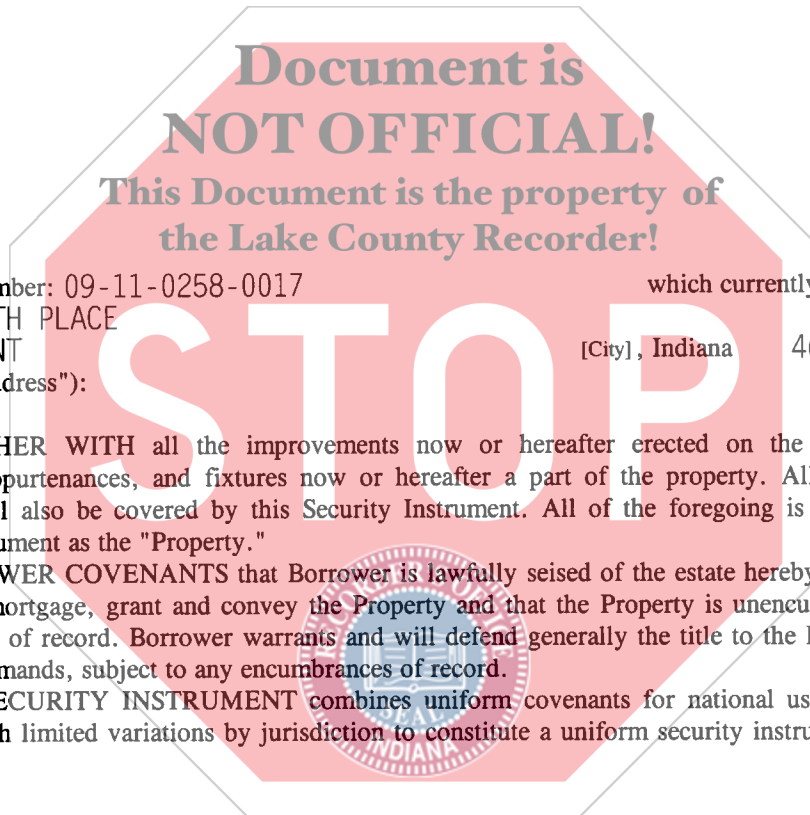 Document is
NOT OFFICIAL!
This Document is the property of
the Lake County Recorder!
mber: 09-11-0258-0017 which currently
TH PLACE
NT [City], Indiana 4
dress"):
STOP
HER WITH all the improvements now or hereafter erected on the
ppurtenances, and fixtures now or hereafter a part of the property. All
l also be covered by this Security Instrument. All of the foregoing is
ument as the "Property."
WER COVENANTS that Borrower is lawfully seised of the estate hereby
mortgage, grant and convey the Property and that the Property is unencu
of record. Borrower warrants and will defend generally the title to the
mands, subject to any encumbrances of record.
ECURITY INSTRUMENT combines uniform covenants for national us
h limited variations by jurisdiction to constitute a uniform security instru
RECORDER
SEAL
INDIANA